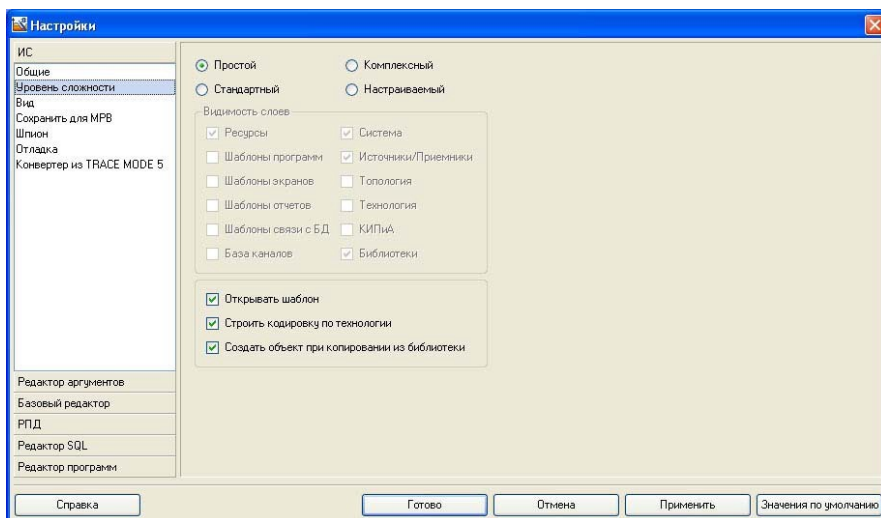 Настройки
ИС
Общие
Уровень сложности
Вид
Сохранить для МРВ
Шпион
Отладка
Конвертер из TRACE MODE 5
Редактор аргументов
Базовый редактор
РПД
Редактор SQL
Редактор программ
Простой Комплексный
Стандартный Настраиваемый
Видимость слоев
Ресурсы Система
Шаблоны программ Источники/Приемники
Шаблоны экранов Топология
Шаблоны отчетов Технология
Шаблоны связи с БД КИПиА
База каналов Библиотеки
Открывать шаблон
Строить кодировку по технологии
Создать объект при копировании из библиотеки
Справка Готово Отмена Применить Значения по умолчанию